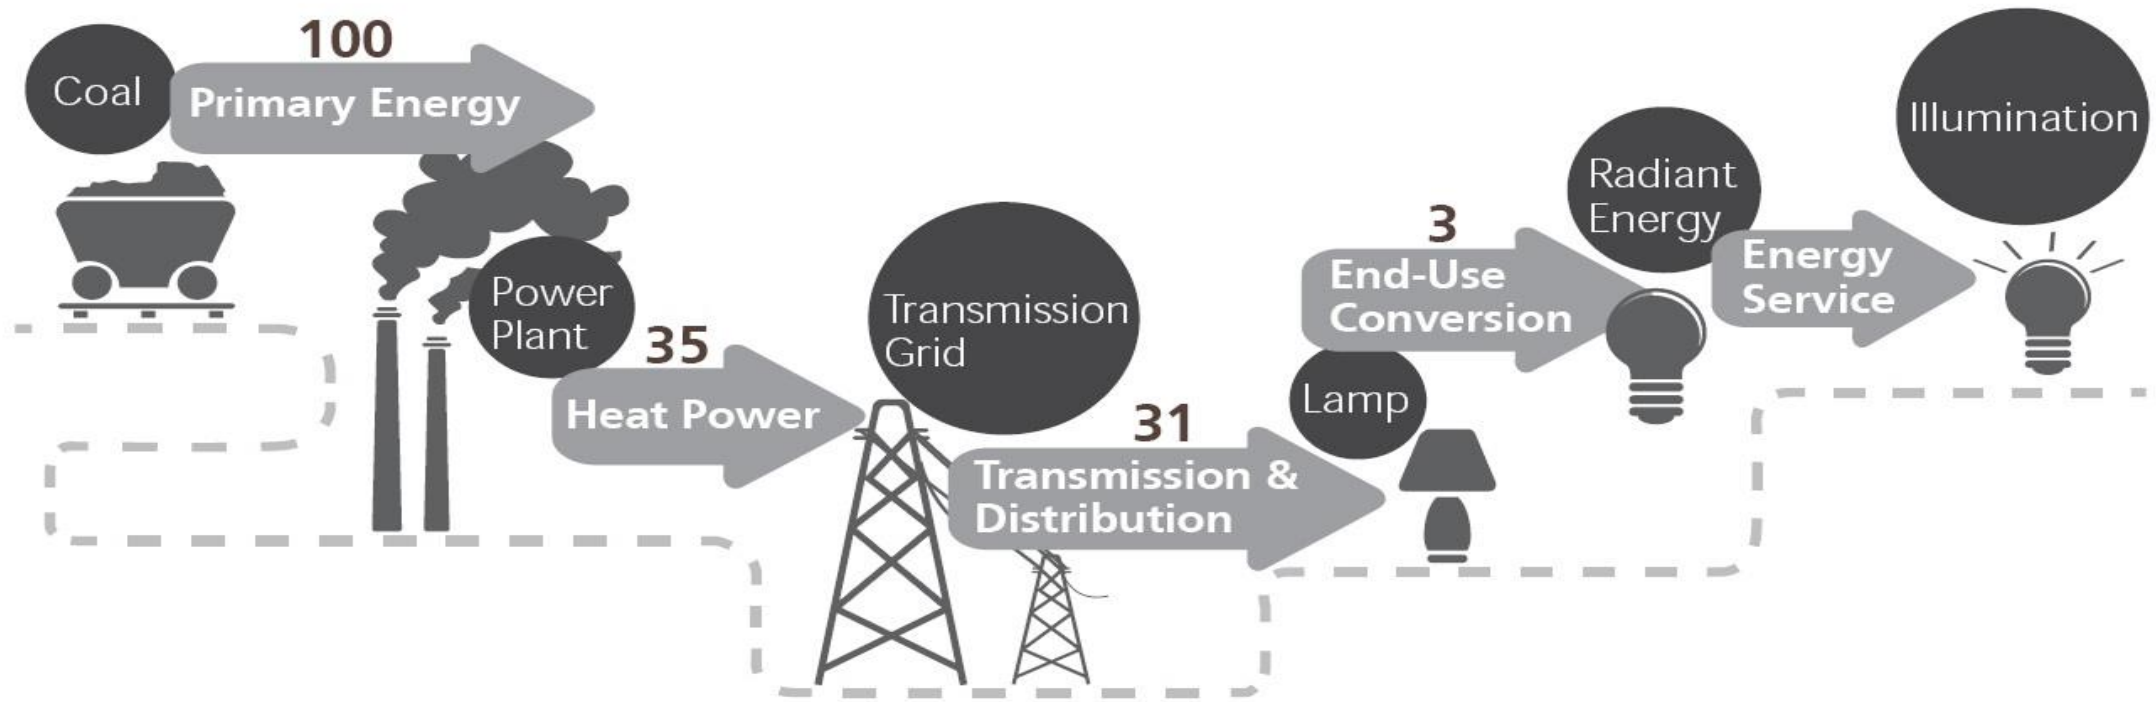 Coal
100
Primary Energy
Power
Plant
35
Heat Power
Transmission
Grid
31
Transmission &
Distribution
Lamp
3
End-Use
Conversion
Radiant
Energy
Energy
Service
Illumination